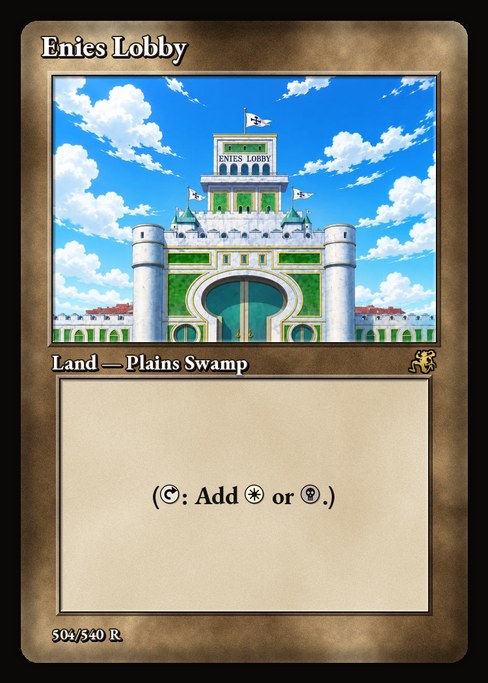 Enies Lobby
ENIES LOBBY
Land — Plains Swamp
(: Add or .)
504/540 R